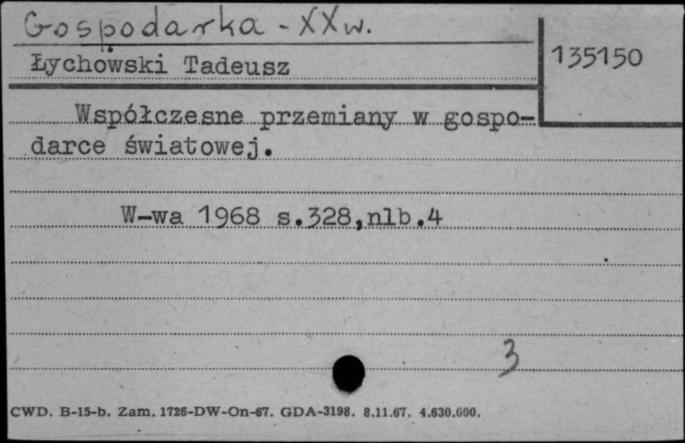 Gospodarka - XX w.
Łychowski Tadeusz
135150
Współczesne przemiany w gospo-
darce światowej.
W-wa 1968 s.328,nlb.4
3
CWD. B-15-b. Zam. 1726-DW-On-67. GDA-3198. 8.11.67. 4.630.000.